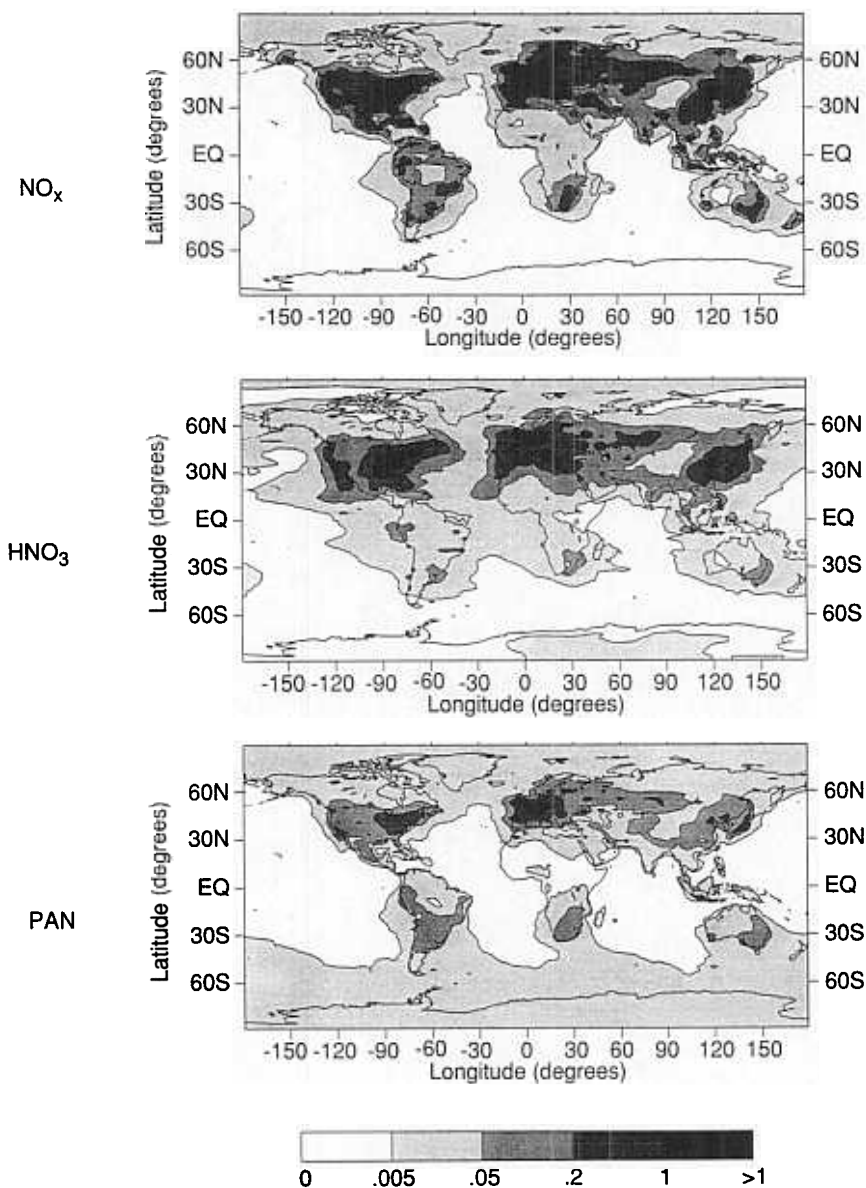 NOx
Latitude (degrees)
60N
30N
EQ
30S
60S
60N
30N
EQ
30S
60S
-150 -120 -90 -60 -30 0 30 60 90 120 150
Longitude (degrees)
HNO3
Latitude (degrees)
60N
30N
EQ
30S
60S
60N
30N
EQ
30S
60S
-150 -120 -90 -60 -30 0 30 60 90 120 150
Longitude (degrees)
PAN
Latitude (degrees)
60N
30N
EQ
30S
60S
60N
30N
EQ
30S
60S
-150 -120 -90 -60 -30 0 30 60 90 120 150
Longitude (degrees)
0 .005 .05 .2 1 >1